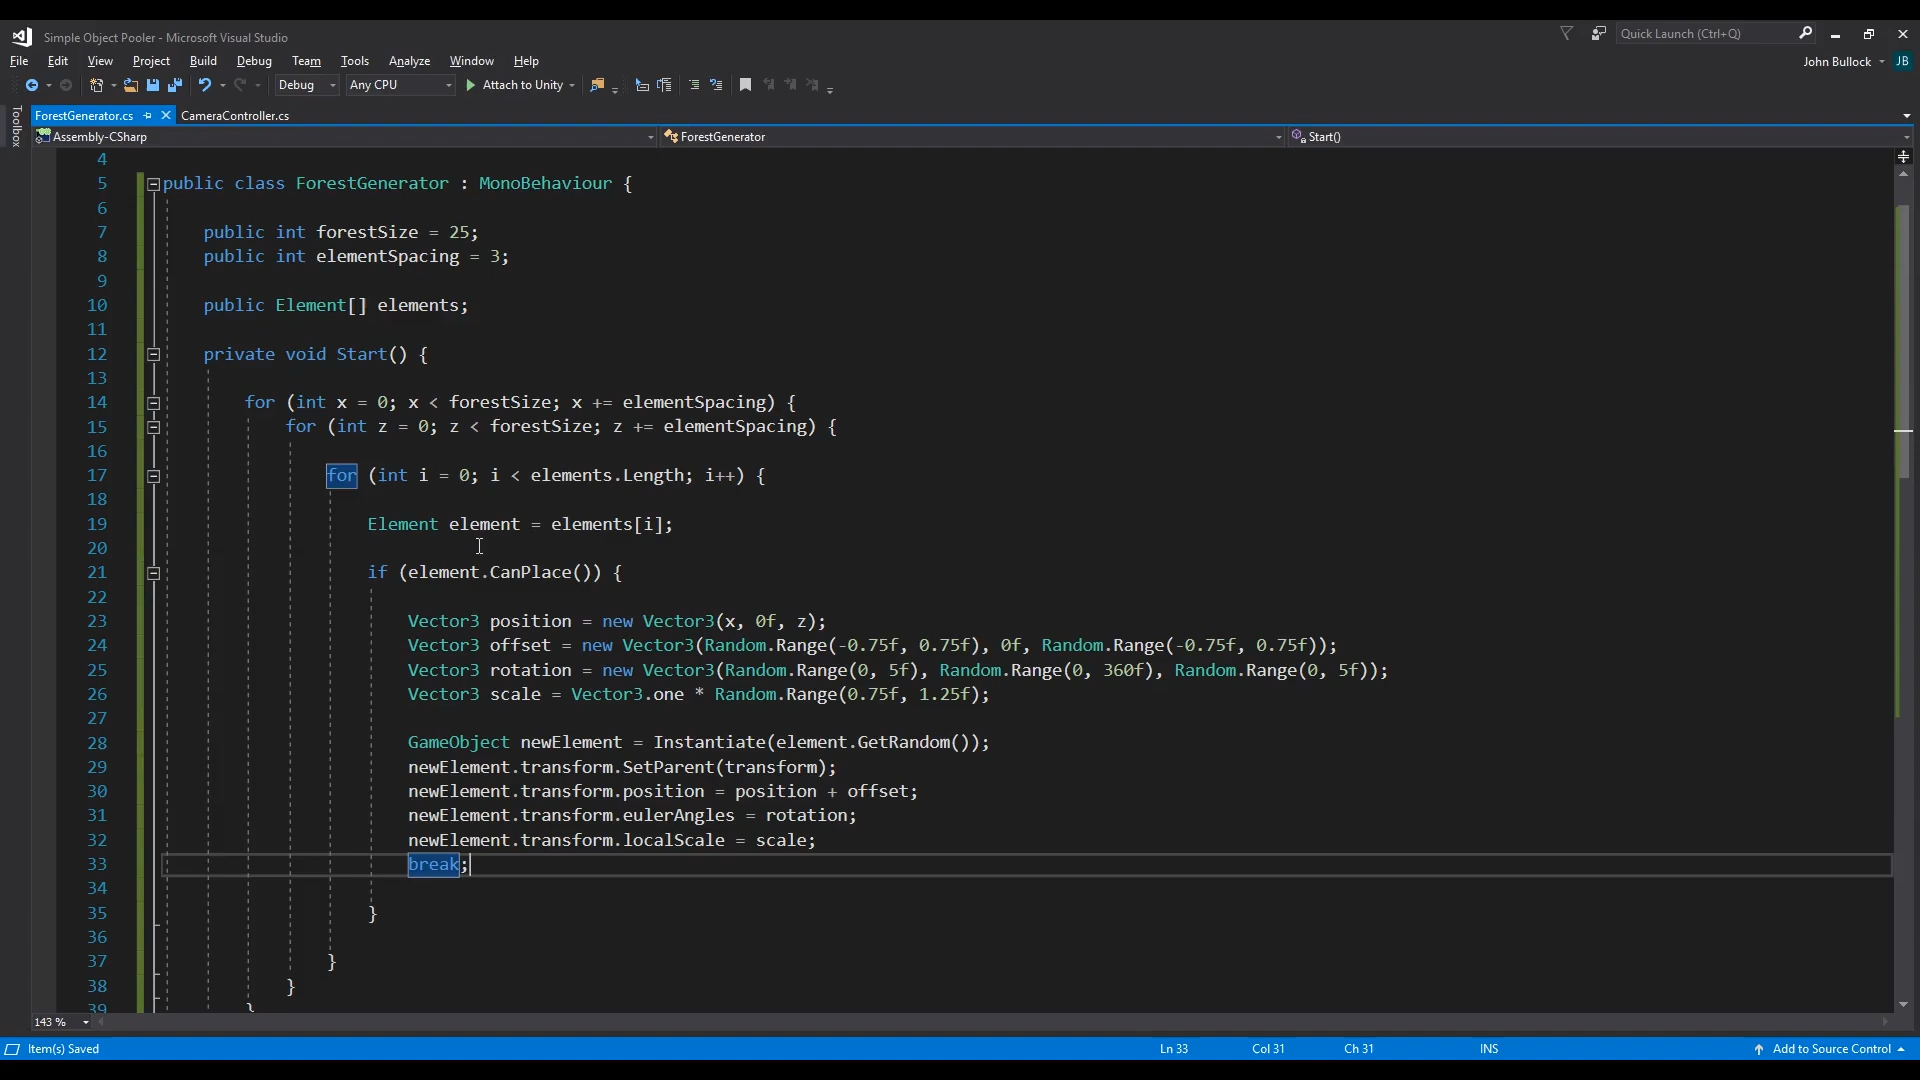 Simple Object Pooler - Microsoft Visual Studio
Quick Launch (Ctrl+Q)
File Edit View Project Build Debug Team Tools Analyze Window Help
John Bullock JB
Debug Any CPU Attach to Unity
Toolbox
ForestGenerator.cs CameraController.cs
Assembly-CSharp ForestGenerator Start()
4
5 public class ForestGenerator : MonoBehaviour {
6
7 public int forestSize = 25;
8 public int elementSpacing = 3;
9
10 public Element[] elements;
11
12 private void Start() {
13
14 for (int x = 0; x < forestSize; x += elementSpacing) {
15 for (int z = 0; z < forestSize; z += elementSpacing) {
16
17 for (int i = 0; i < elements.Length; i++) {
18
19 Element element = elements[i];
20
21 if (element.CanPlace()) {
22
23 Vector3 position = new Vector3(x, 0f, z);
24 Vector3 offset = new Vector3(Random.Range(-0.75f, 0.75f), 0f, Random.Range(-0.75f, 0.75f));
25 Vector3 rotation = new Vector3(Random.Range(0, 5f), Random.Range(0, 360f), Random.Range(0, 5f));
26 Vector3 scale = Vector3.one * Random.Range(0.75f, 1.25f);
27
28 GameObject newElement = Instantiate(element.GetRandom());
29 newElement.transform.SetParent(transform);
30 newElement.transform.position = position + offset;
31 newElement.transform.eulerAngles = rotation;
32 newElement.transform.localScale = scale;
33 break;
34
35 }
36
37 }
38 }
39 }
143 %
Item(s) Saved Ln 33 Col 31 Ch 31 INS Add to Source Control